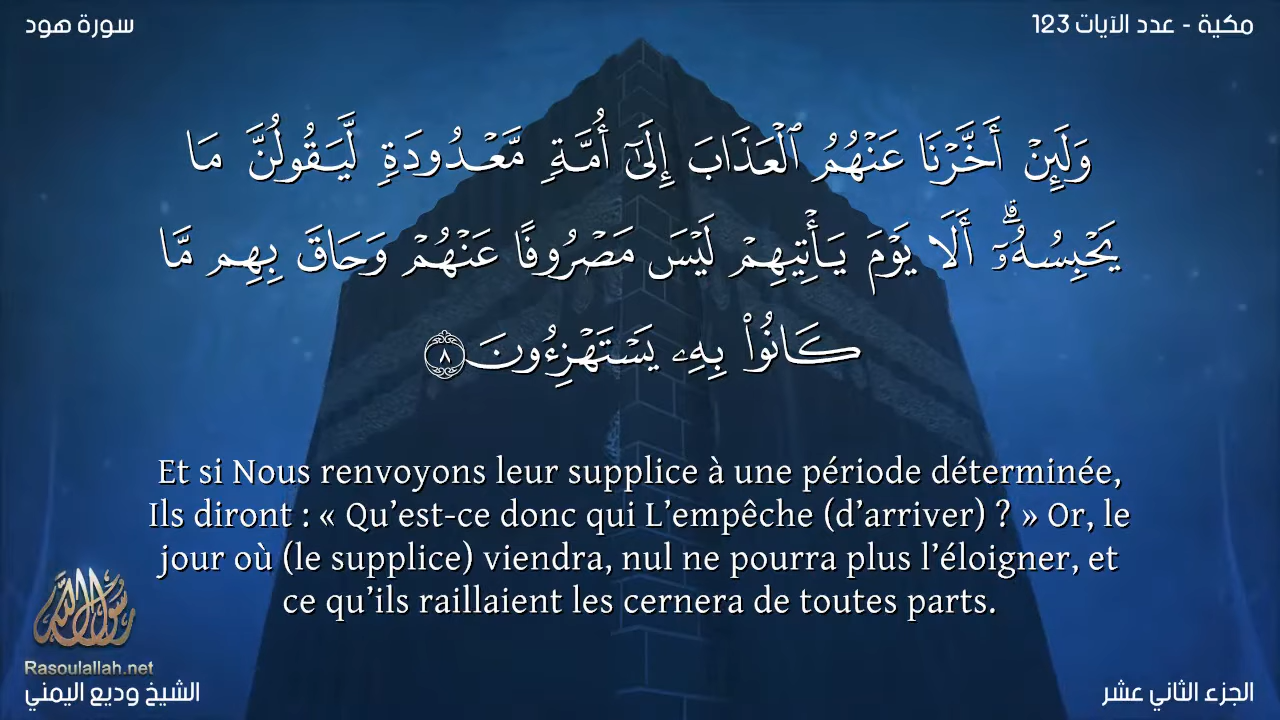 سورة هود
مكية - عدد الآيات 123
وَلَئِنْ أَخَّرْنَا عَنْهُمُ ٱلْعَذَابَ إِلَىٰٓ أُمَّةٍ مَّعْدُودَةٍ لَّيَقُولُنَّ مَا
يَحْبِسُهُۥٓ ۗ أَلَا يَوْمَ يَأْتِيهِمْ لَيْسَ مَصْرُوفًا عَنْهُمْ وَحَاقَ بِهِم مَّا
كَانُوا۟ بِهِۦ يَسْتَهْزِءُونَ ٨
Et si Nous renvoyons leur supplice à une période déterminée,
Ils diront : « Qu’est-ce donc qui L’empêche (d’arriver) ? » Or, le
jour où (le supplice) viendra, nul ne pourra plus l’éloigner, et
ce qu’ils raillaient les cernera de toutes parts.
رسول الله
Rasoulallah.net
الشيخ وديع اليمني
الجزء الثاني عشر